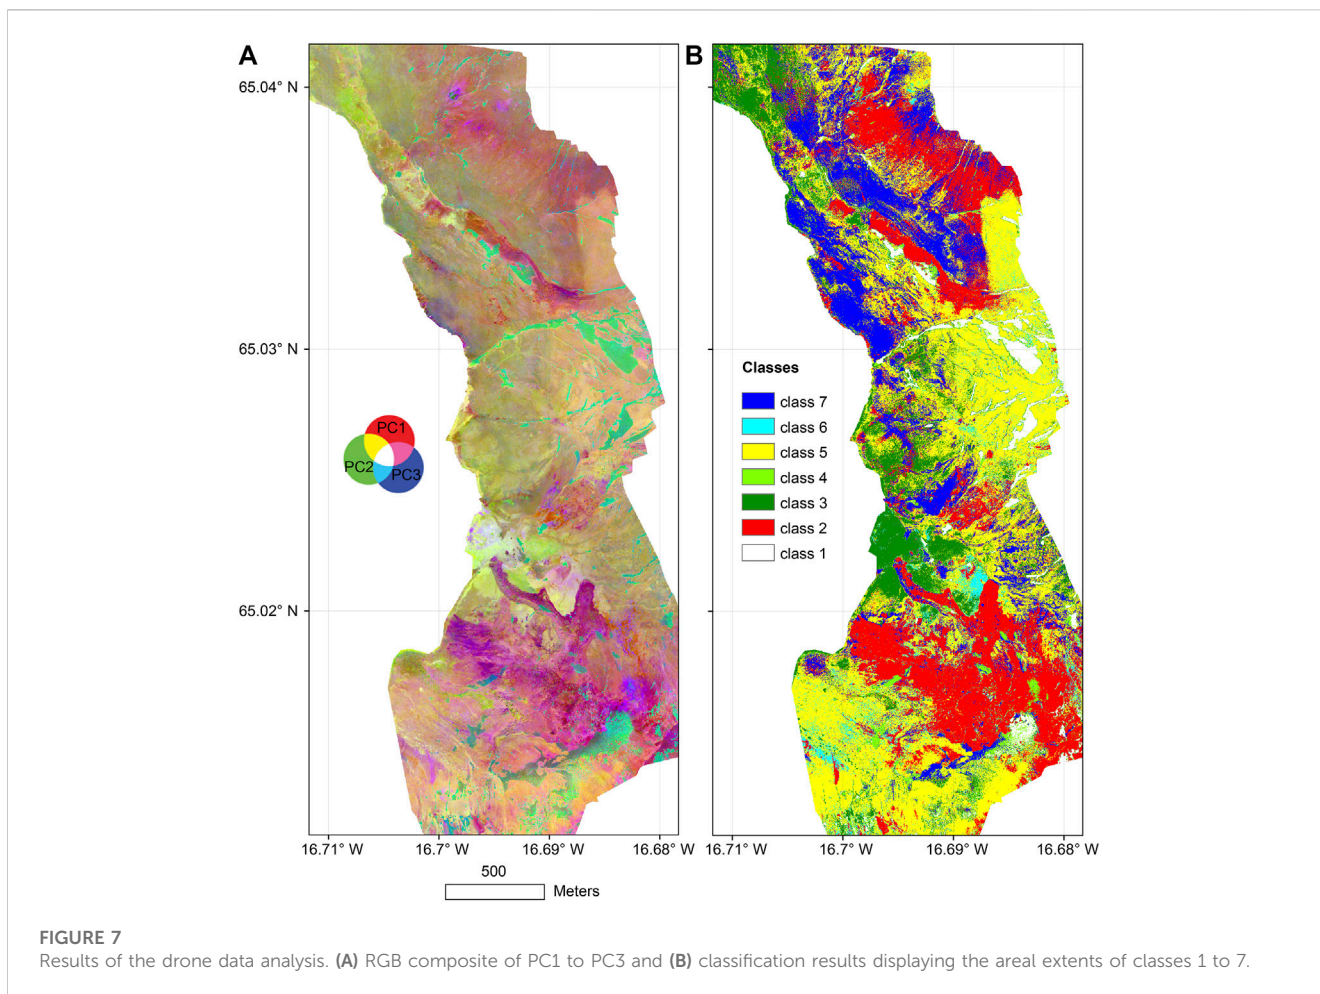 A
B
65.04° N
65.03° N
65.02° N
PC1
PC2
PC3
Classes
class 7
class 6
class 5
class 4
class 3
class 2
class 1
16.71° W
16.7° W
16.69° W
16.68° W
16.71° W
16.7° W
16.69° W
16.68° W
500
Meters
FIGURE 7
Results of the drone data analysis. (A) RGB composite of PC1 to PC3 and (B) classification results displaying the areal extents of classes 1 to 7.